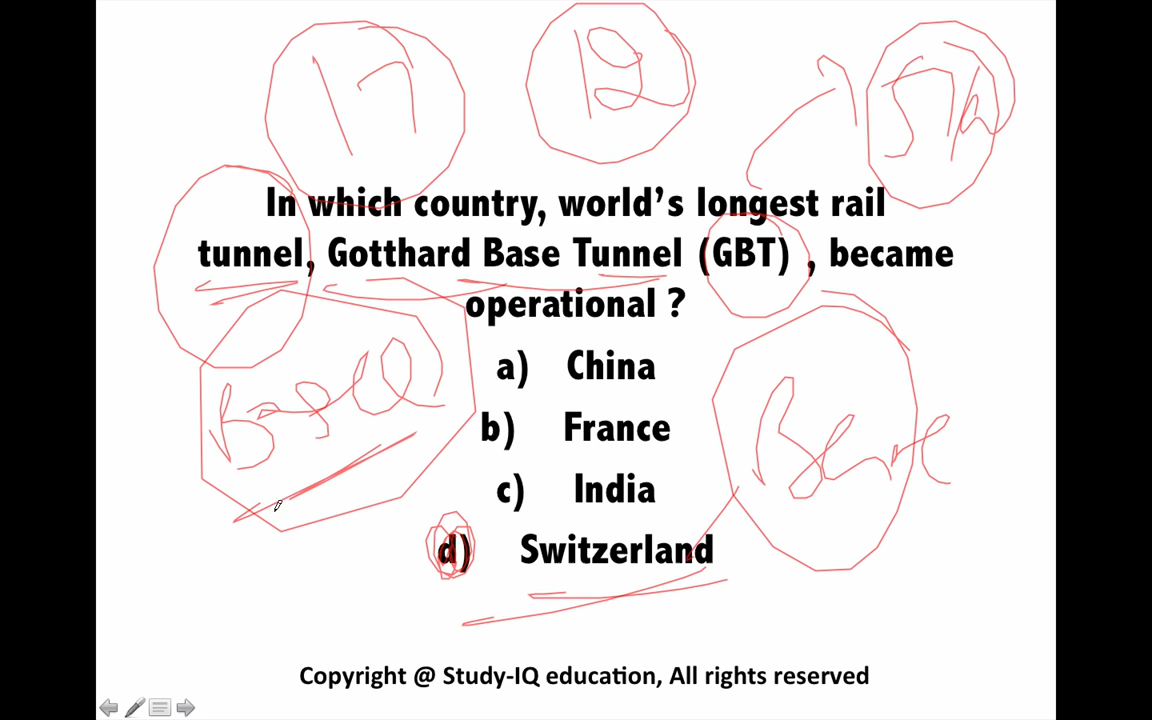 17
In which country, world's longest rail
tunnel, Gotthard Base Tunnel (GBT) , became
operational ?
a) China
b) France
c) India
d) Switzerland
Copyright @ Study-IQ education, All rights reserved